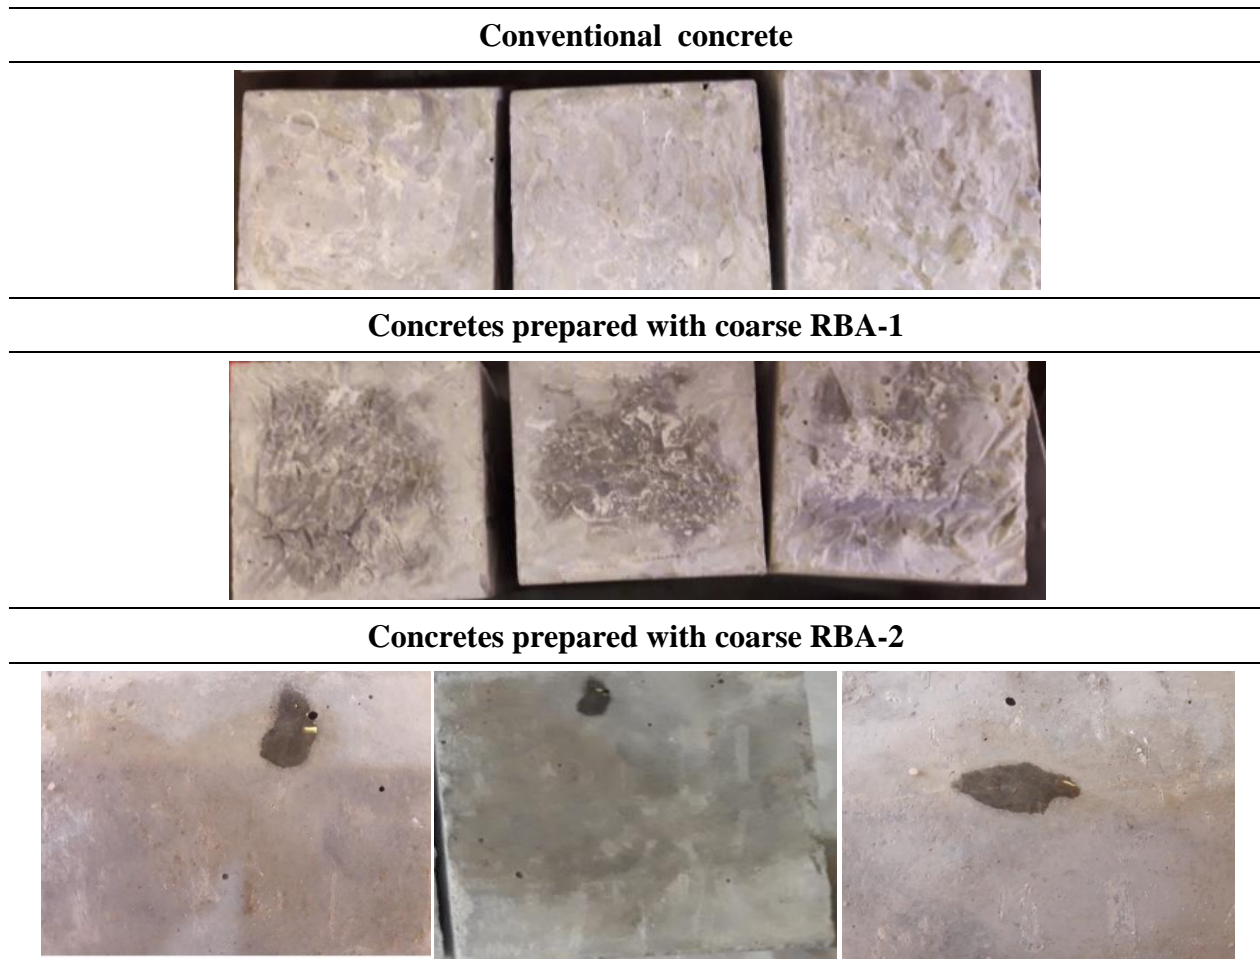 Conventional concrete
Concretes prepared with coarse RBA-1
Concretes prepared with coarse RBA-2